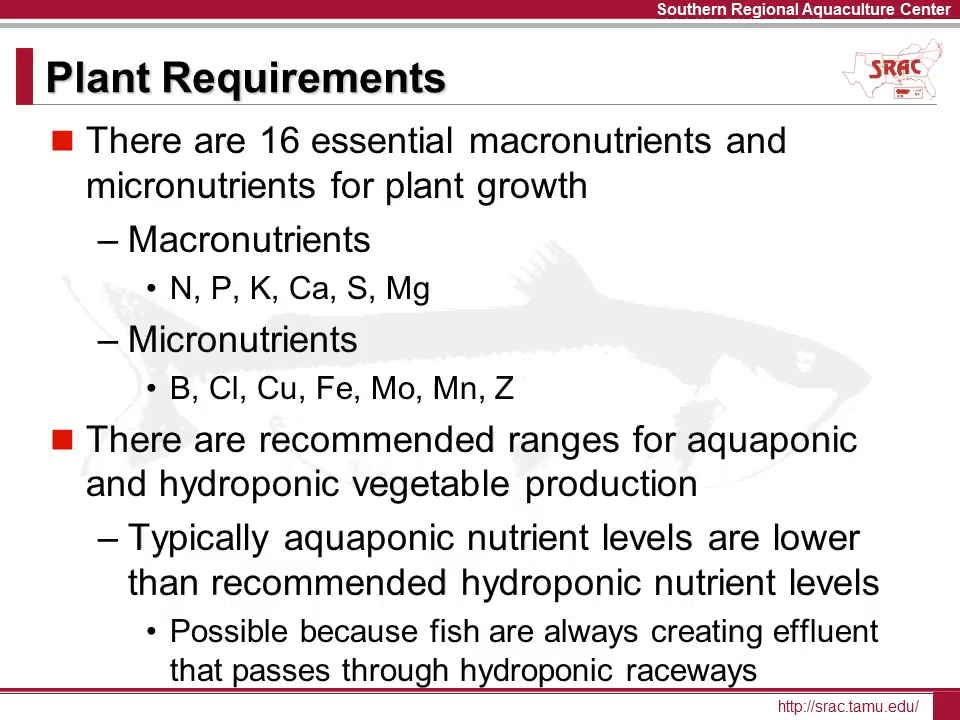 Southern Regional Aquaculture Center
Plant Requirements
SRAC
There are 16 essential macronutrients and
micronutrients for plant growth
– Macronutrients
• N, P, K, Ca, S, Mg
– Micronutrients
• B, Cl, Cu, Fe, Mo, Mn, Z
There are recommended ranges for aquaponic
and hydroponic vegetable production
– Typically aquaponic nutrient levels are lower
than recommended hydroponic nutrient levels
• Possible because fish are always creating effluent
that passes through hydroponic raceways
http://srac.tamu.edu/